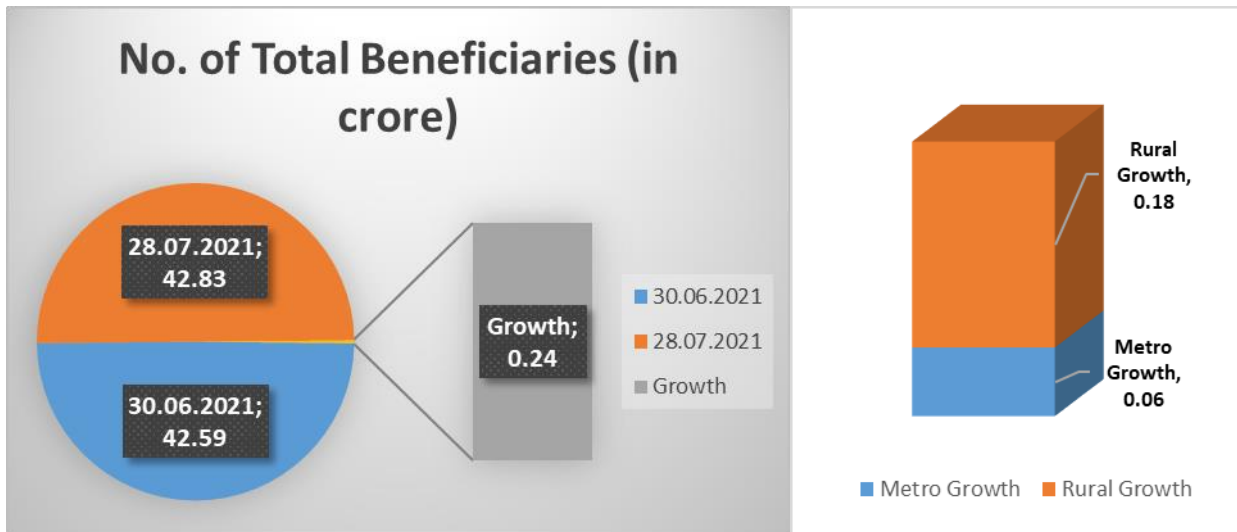 No. of Total Beneficiaries (in
crore)
28.07.2021;
42.83
30.06.2021;
42.59
Growth;
0.24
30.06.2021
28.07.2021
Growth
Rural
Growth,
0.18
Metro
Growth,
0.06
Metro Growth
Rural Growth